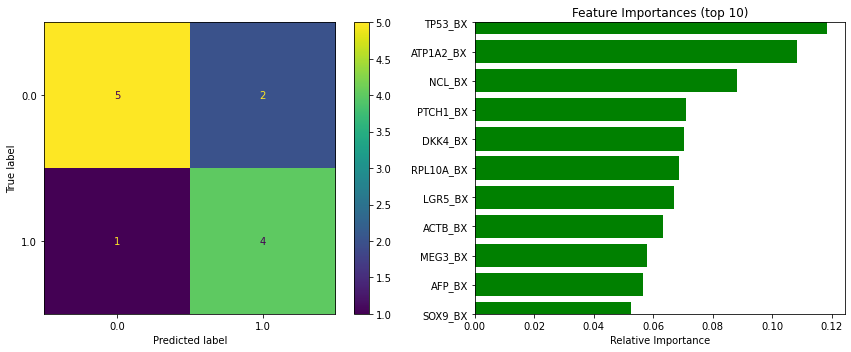 5
2
1
4
0.0
1.0
True label
0.0
1.0
Predicted label
5.0
4.5
4.0
3.5
3.0
2.5
2.0
1.5
1.0
Feature Importances (top 10)
TP53_BX
ATP1A2_BX
NCL_BX
PTCH1_BX
DKK4_BX
RPL10A_BX
LGR5_BX
ACTB_BX
MEG3_BX
AFP_BX
SOX9_BX
0.00
0.02
0.04
0.06
0.08
0.10
0.12
Relative Importance